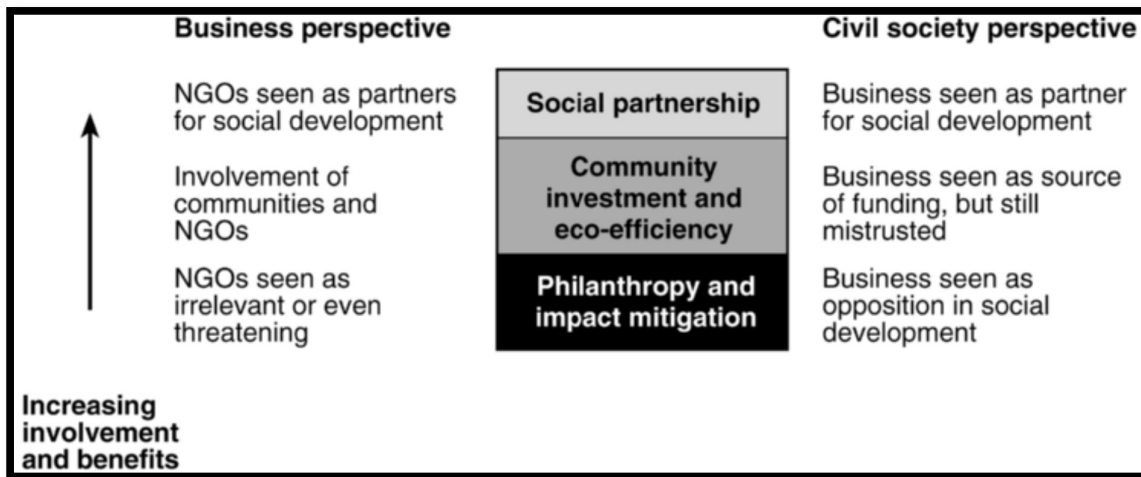 Business perspective
Civil society perspective
NGOs seen as partners
for social development
Social partnership
Business seen as partner
for social development
Involvement of
communities and
NGOs
Community
investment and
eco-efficiency
Business seen as source
of funding, but still
mistrusted
NGOs seen as
irrelevant or even
threatening
Philanthropy and
impact mitigation
Business seen as
opposition in social
development
Increasing
involvement
and benefits